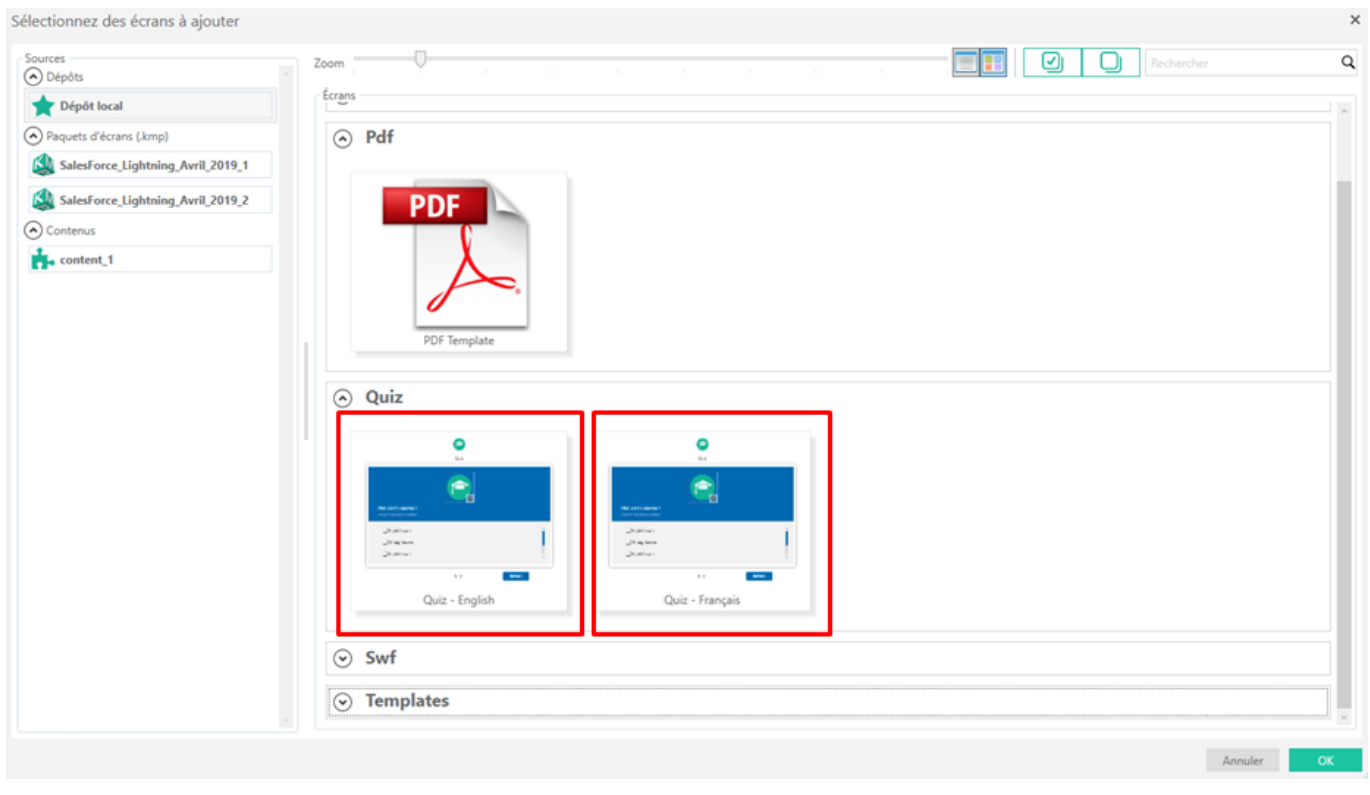 Sélectionnez des écrans à ajouter
Sources
Dépôts
Dépôt local
Paquets d'écrans (.kmp)
SalesForce_Lightning_Avril_2019_1
SalesForce_Lightning_Avril_2019_2
Contenus
content_1
Zoom
Rechercher
Écrans
Pdf
PDF
PDF Template
Quiz
Quiz - English
Quiz - Français
Swf
Templates
Annuler
OK